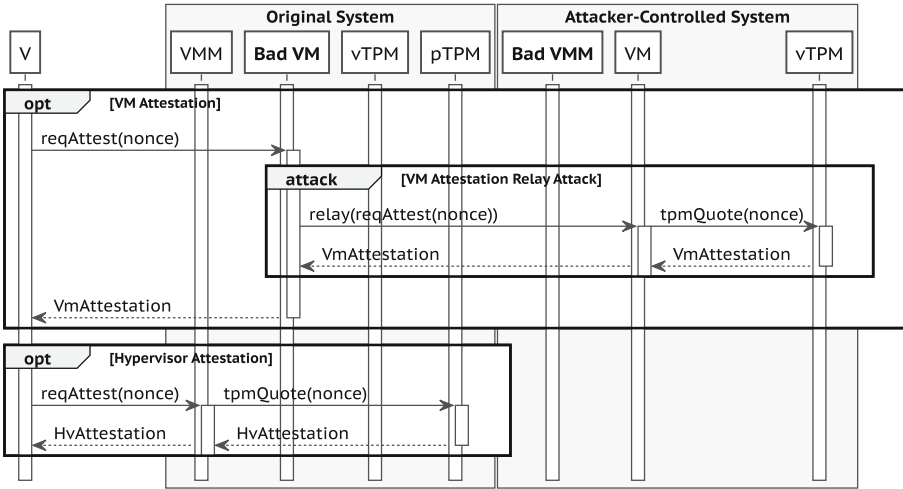 Original System
Attacker-Controlled System
V
VMM
Bad VM
vTPM
pTPM
Bad VMM
VM
vTPM
opt
[VM Attestation]
reqAttest(nonce)
attack
[VM Attestation Relay Attack]
relay(reqAttest(nonce))
tpmQuote(nonce)
VmAttestation
VmAttestation
VmAttestation
opt
[Hypervisor Attestation]
reqAttest(nonce)
tpmQuote(nonce)
HvAttestation
HvAttestation